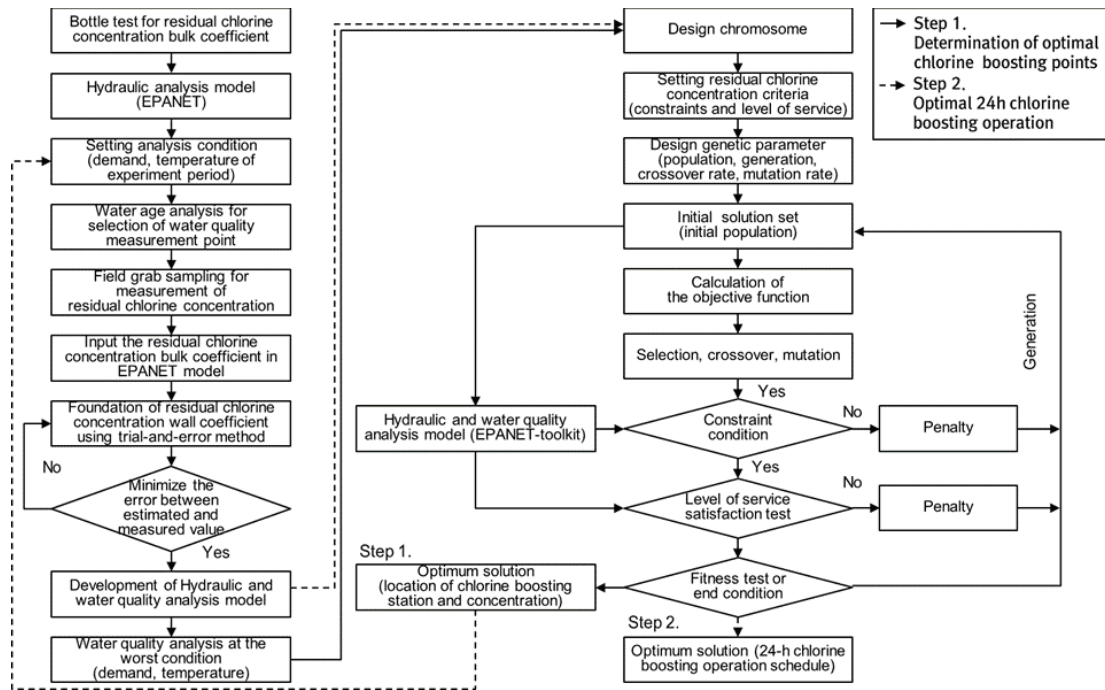 Bottle test for residual chlorine
concentration bulk coefficient
Hydraulic analysis model
(EPANET)
Setting analysis condition
(demand, temperature of
experiment period)
Water age analysis for
selection of water quality
measurement point
Field grab sampling for
measurement of
residual chlorine concentration
Input the residual chlorine
concentration bulk coefficient in
EPANET model
Foundation of residual chlorine
concentration wall coefficient
using trial-and-error method
No
Minimize the
error between
estimated and
measured value
Yes
Development of Hydraulic and
water quality analysis model
Water quality analysis at the
worst condition
(demand, temperature)
Design chromosome
Setting residual chlorine
concentration criteria
(constraints and level of service)
Design genetic parameter
(population, generation,
crossover rate, mutation rate)
Initial solution set
(initial population)
Calculation of
the objective function
Selection, crossover, mutation
Yes
Hydraulic and water quality
analysis model (EPANET-toolkit)
Constraint
condition
No
Penalty
Yes
Level of service
satisfaction test
No
Penalty
Generation
Step 1.
Optimum solution
(location of chlorine boosting
station and concentration)
Fitness test or
end condition
Step 2.
Optimum solution (24-h chlorine
boosting operation schedule)
Step 1.
Determination of optimal
chlorine boosting points
Step 2.
Optimal 24h chlorine
boosting operation